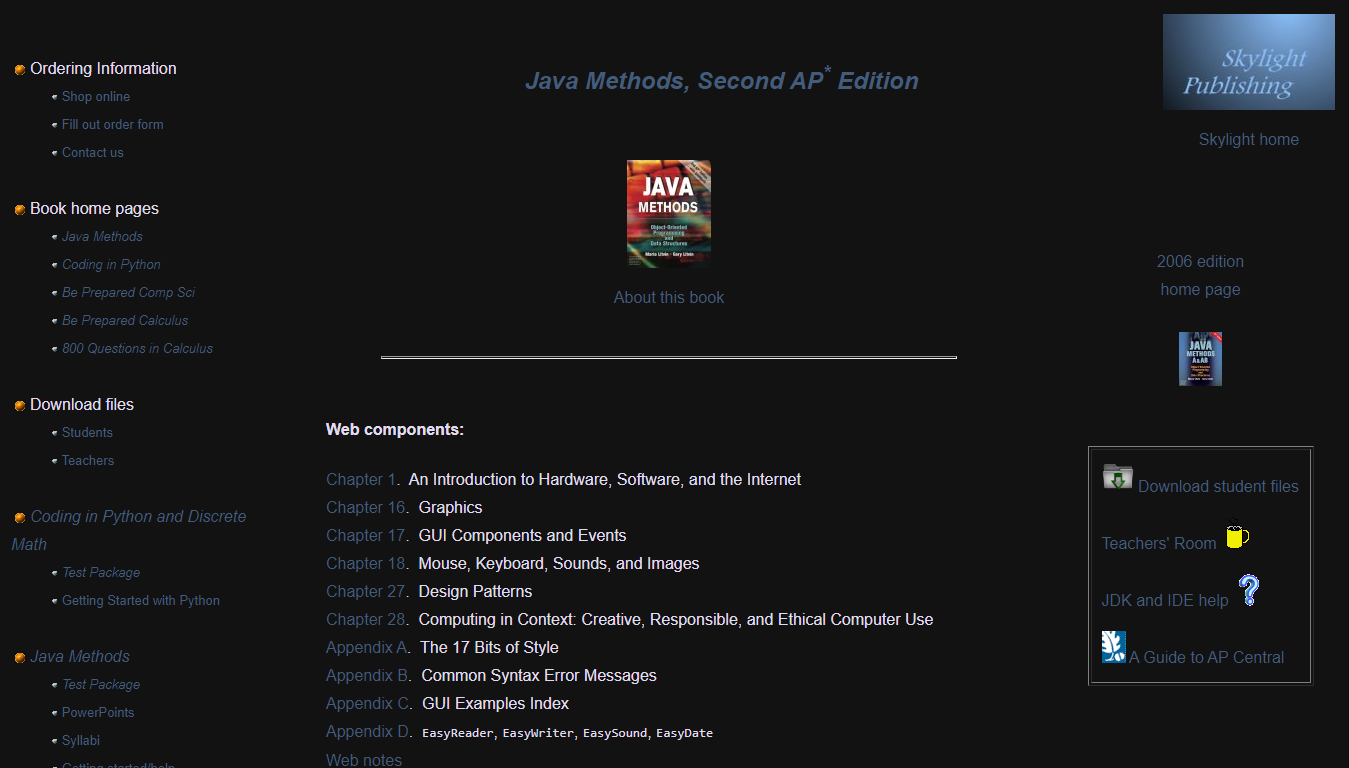 Ordering Information
Shop online
Fill out order form
Contact us
Book home pages
Java Methods
Coding in Python
Be Prepared Comp Sci
Be Prepared Calculus
800 Questions in Calculus
Download files
Students
Teachers
Coding in Python and Discrete
Math
Test Package
Getting Started with Python
Java Methods
Test Package
PowerPoints
Syllabi
Getting started/help
Java Methods, Second AP* Edition
JAVA
METHODS
Object-Oriented
Programming
and
Data Structures
Maria Litvin - Gary Litvin
About this book
Web components:
Chapter 1. An Introduction to Hardware, Software, and the Internet
Chapter 16. Graphics
Chapter 17. GUI Components and Events
Chapter 18. Mouse, Keyboard, Sounds, and Images
Chapter 27. Design Patterns
Chapter 28. Computing in Context: Creative, Responsible, and Ethical Computer Use
Appendix A. The 17 Bits of Style
Appendix B. Common Syntax Error Messages
Appendix C. GUI Examples Index
Appendix D. EasyReader, EasyWriter, EasySound, EasyDate
Web notes
Skylight
Publishing
Skylight home
2006 edition
home page
JAVA
METHODS
A & AB
Download student files
Teachers' Room
JDK and IDE help
A Guide to AP Central